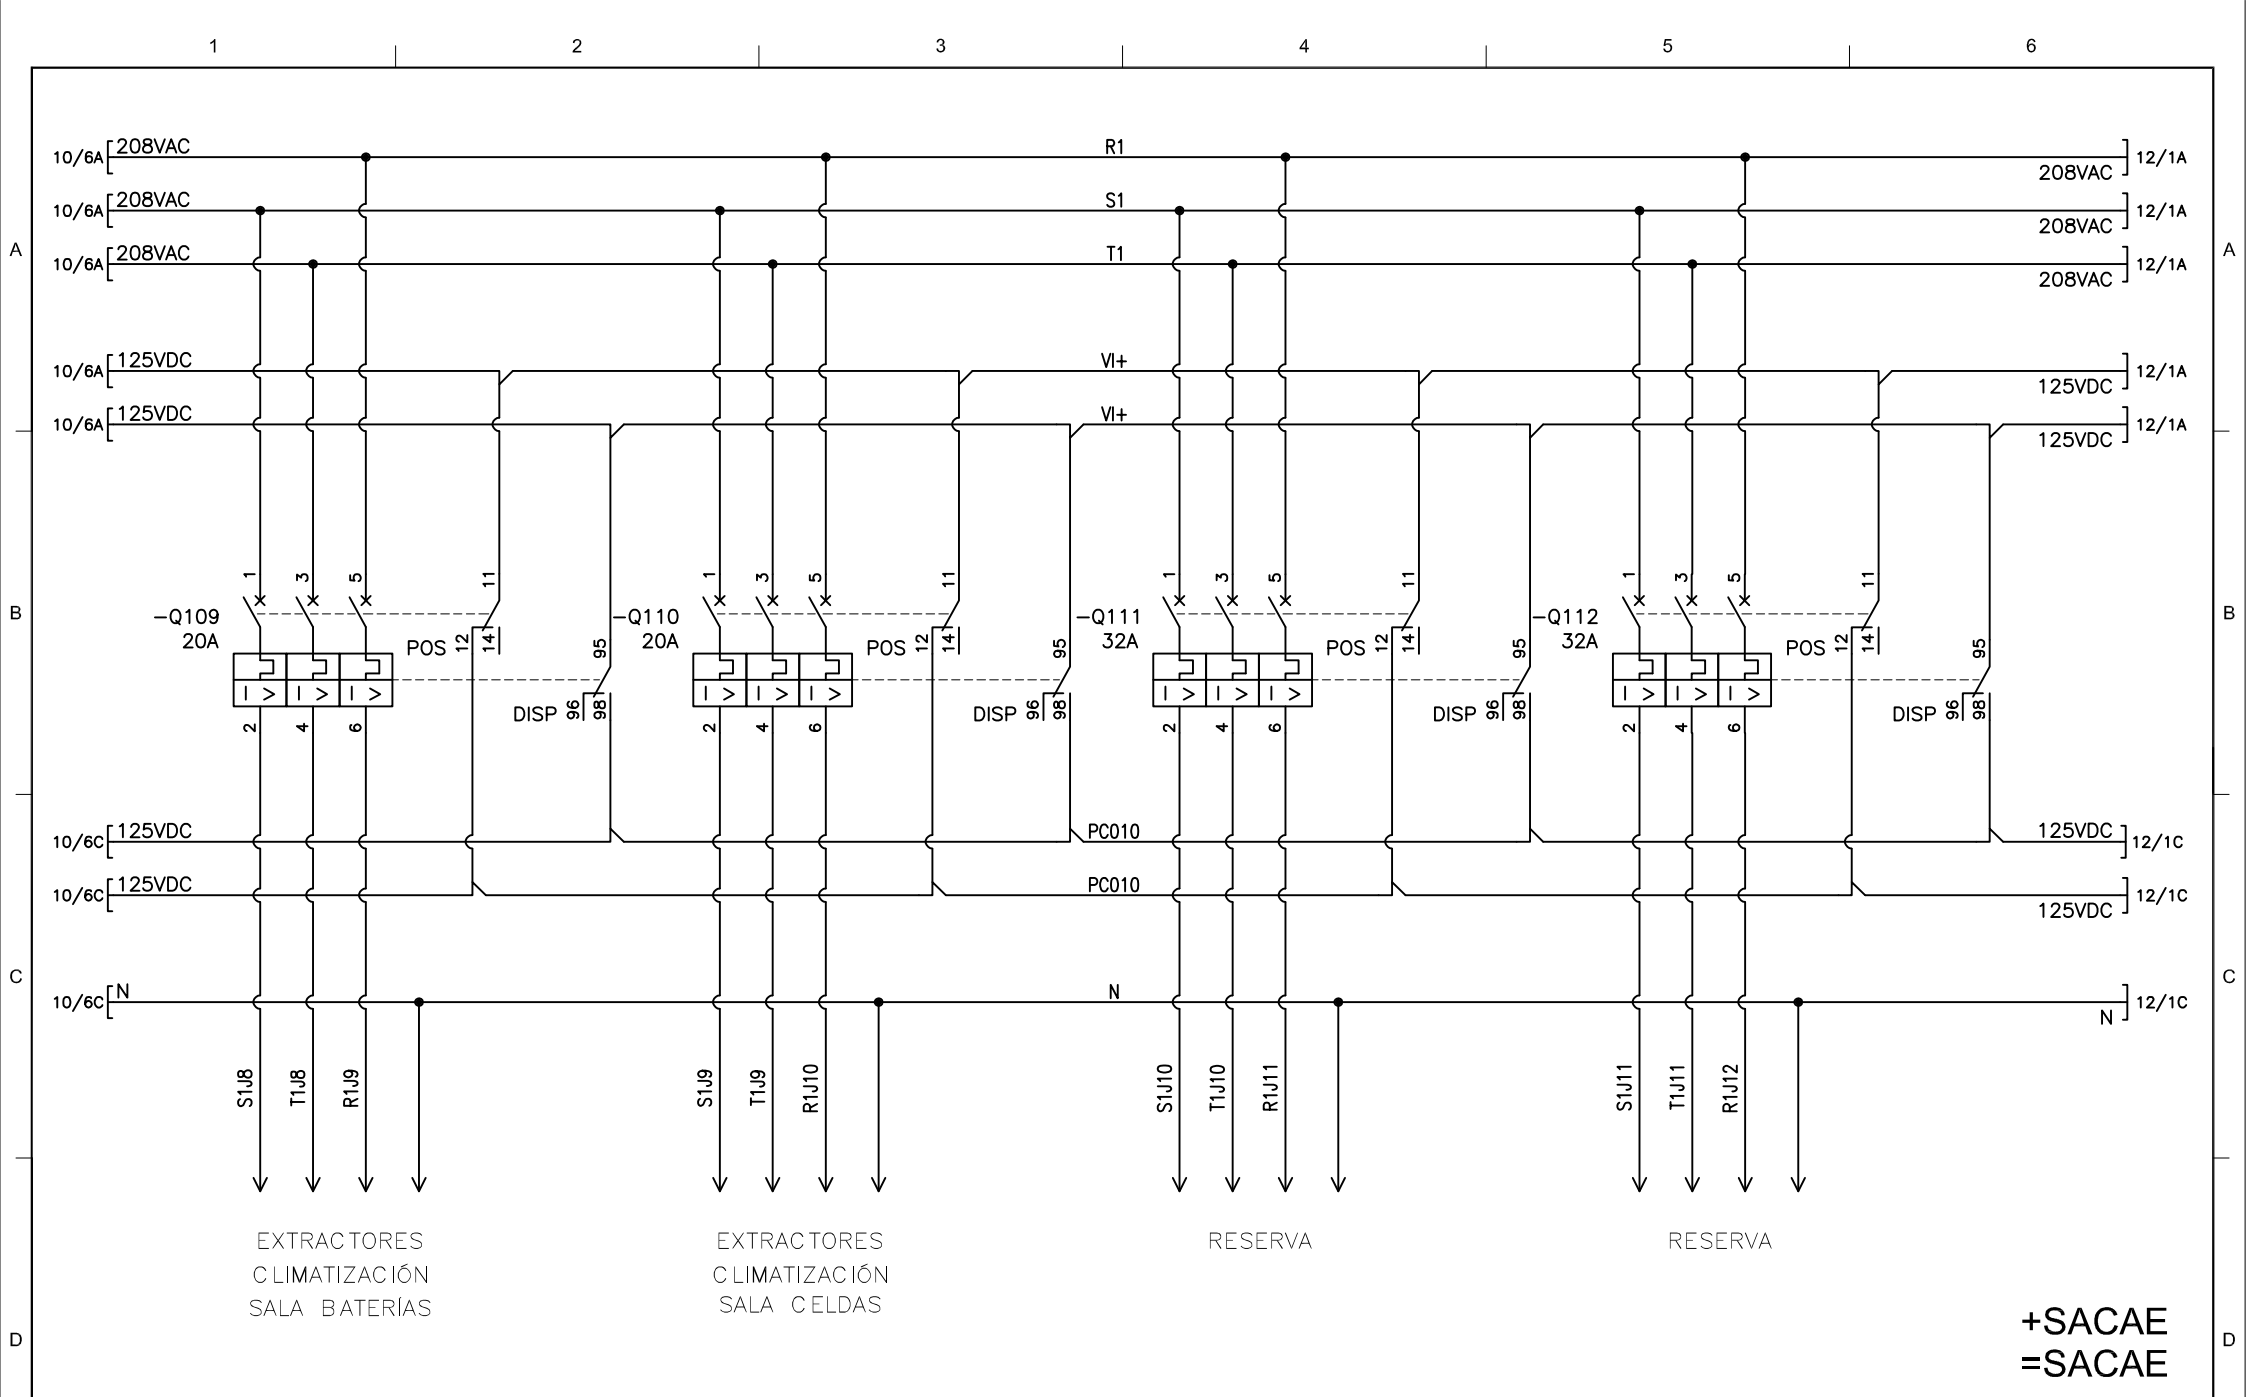 1 2 3 4 5 6
10/6A 208VAC R1 208VAC 12/1A
10/6A 208VAC S1 208VAC 12/1A
A 10/6A 208VAC T1 208VAC 12/1A A
10/6A 125VDC VI+ 125VDC 12/1A
10/6A 125VDC VI+ 125VDC 12/1A
1 3 5 11 1 3 5 11 1 3 5 11 1 3 5 11
B B
-Q109 -Q110 -Q111 -Q112
20A 20A 32A 32A
POS 12 14 95 POS 12 14 95 POS 12 14 95 POS 12 14 95
I > I > I > I > I > I > I > I > I > I > I > I >
DISP 96 98 DISP 96 98 DISP 96 98 DISP 96 98
2 4 6 2 4 6 2 4 6 2 4 6
10/6C 125VDC PC010 125VDC 12/1C
10/6C 125VDC PC010 125VDC 12/1C
C C
10/6C N N N 12/1C
S1J8 T1J8 R1J9 S1J9 T1J9 R1J10 S1J10 T1J10 R1J11 S1J11 T1J11 R1J12
EXTRACTORES
CLIMATIZACIÓN
SALA BATERÍAS
EXTRACTORES
CLIMATIZACIÓN
SALA CELDAS
RESERVA
RESERVA
+SACAE
D D
=SACAE